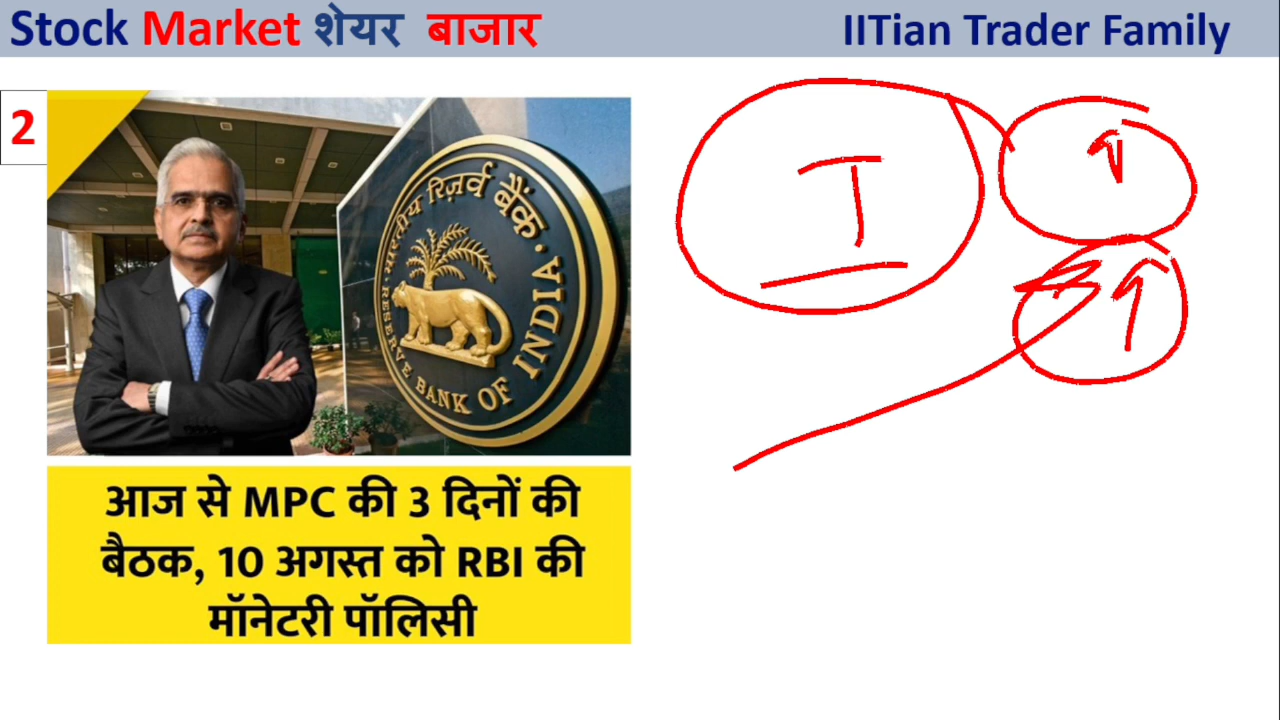 Stock Market शेयर बाजार
IITian Trader Family
2
भारतीय रिज़र्व बैंक
RESERVE BANK OF INDIA
आज से MPC की 3 दिनों की
बैठक, 10 अगस्त को RBI की
मॉनेटरी पॉलिसी
I